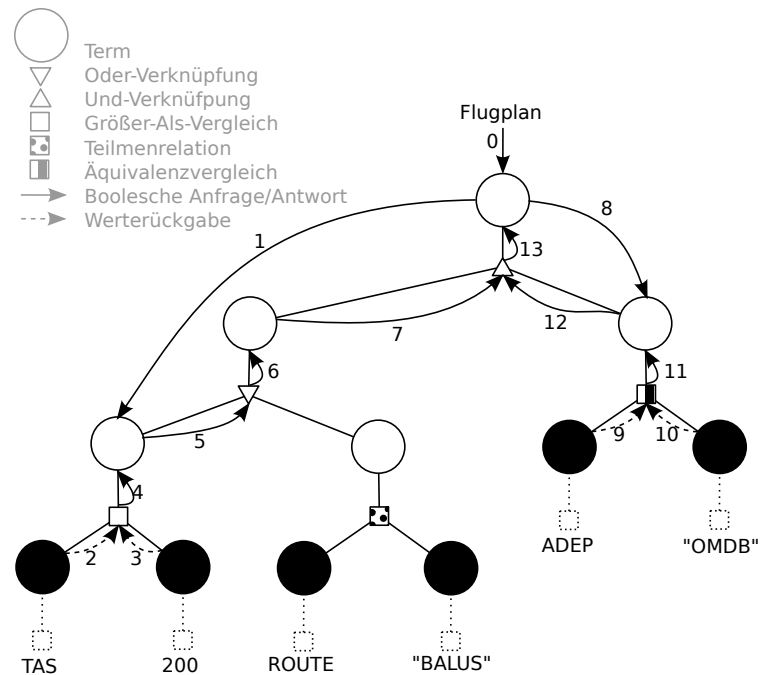 Term
Oder-Verknüpfung
Und-Verknüfpung
Größer-Als-Vergleich
Teilmenrelation
Äquivalenzvergleich
Boolesche Anfrage/Antwort
Werterückgabe
Flugplan
0
8
1
13
12
7
6
11
5
9
10
4
2
3
ADEP
"OMDB"
TAS
200
ROUTE
"BALUS"